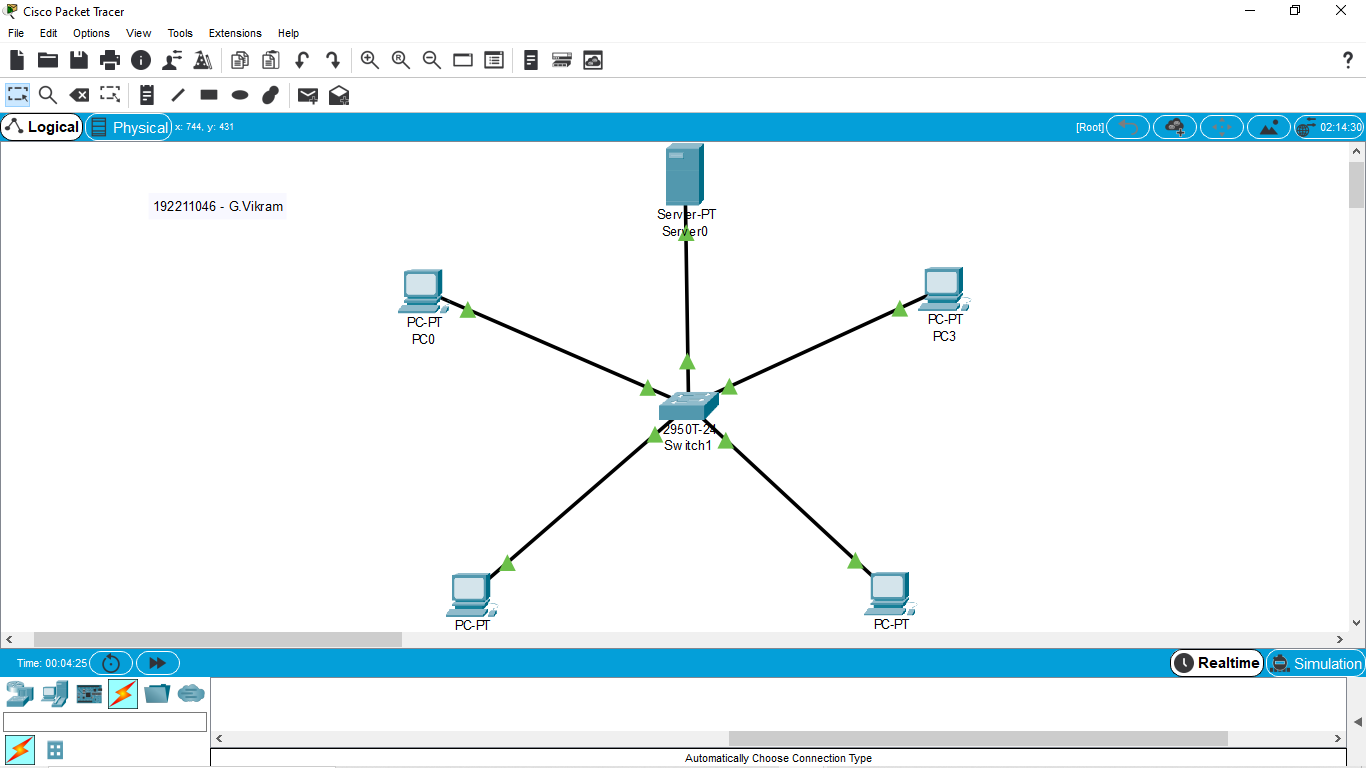 Cisco Packet Tracer
File Edit Options View Tools Extensions Help
R
?
Logical Physical x: 744, y: 431 [Root] 02:14:30
192211046 - G.Vikram
Server-PT
Server0
PC-PT
PC0
PC-PT
PC3
2950T-24
Switch1
PC-PT
PC-PT
Time: 00:04:25 Realtime Simulation
Automatically Choose Connection Type